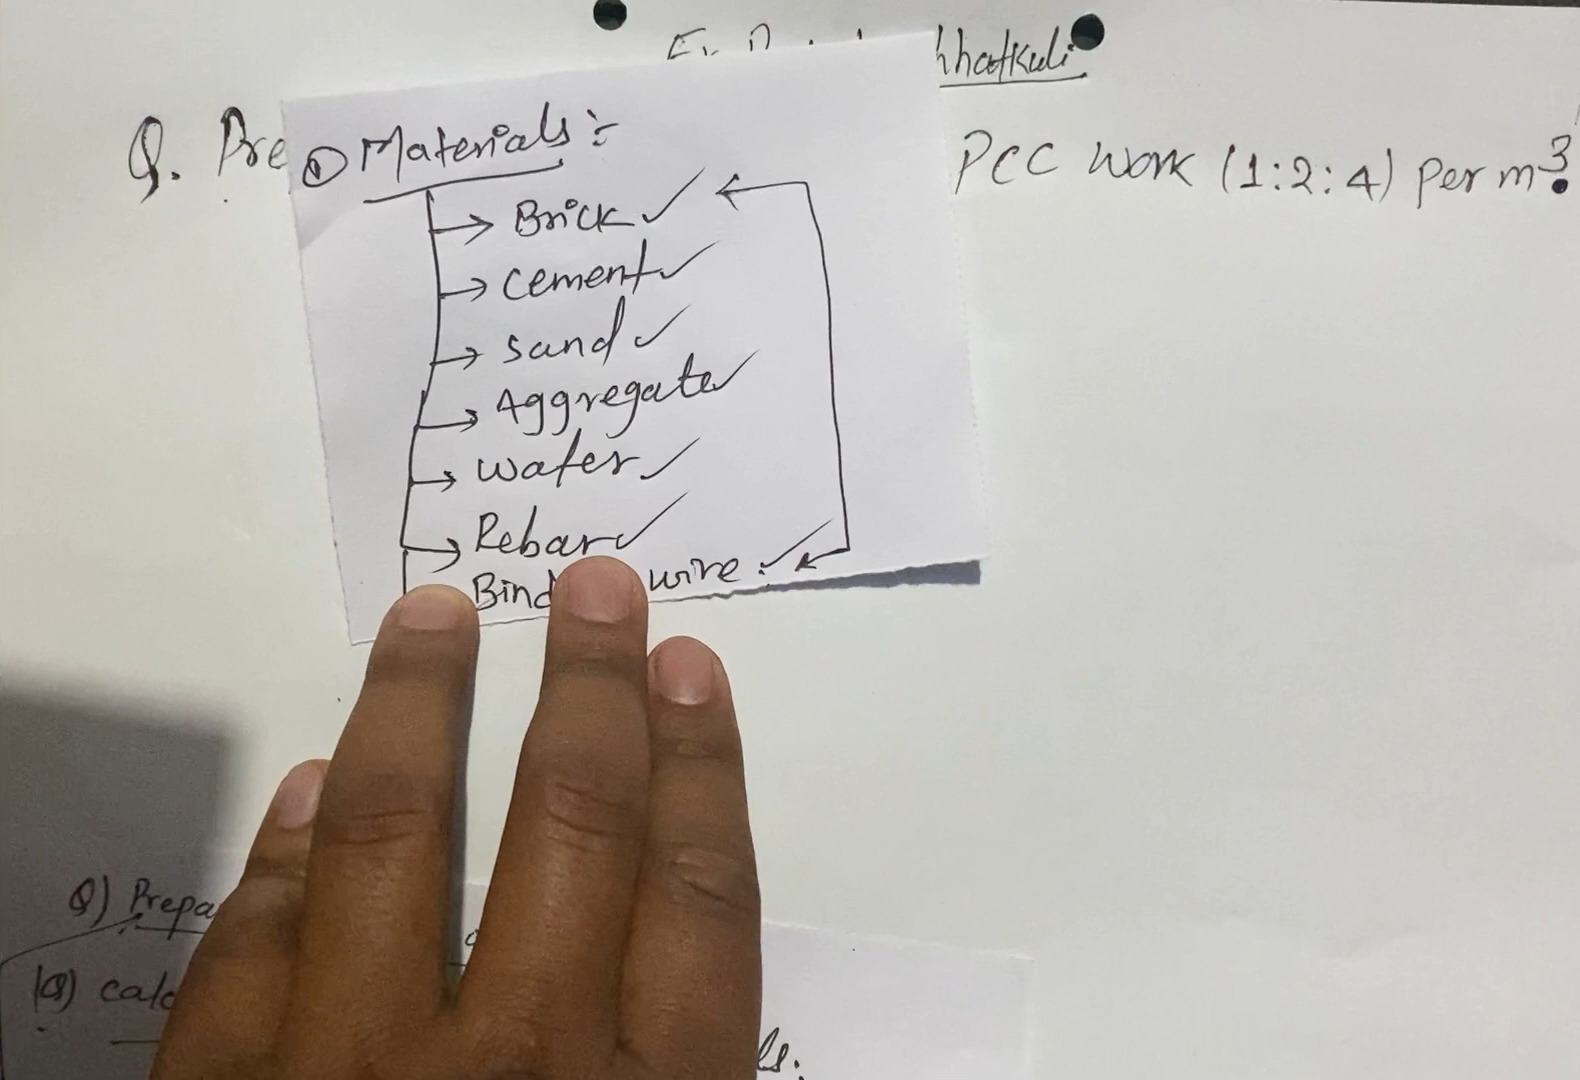 hhatkuli
Q. Pre PCC Work (1:2:4) Per m³.
① Materials:-
→ Brick ✓
→ Cement ✓
→ Sand ✓
→ Aggregate ✓
→ Water ✓
→ Rebar ✓
Bind wire. ✓
Q) Prepa
Q) calc
ls.